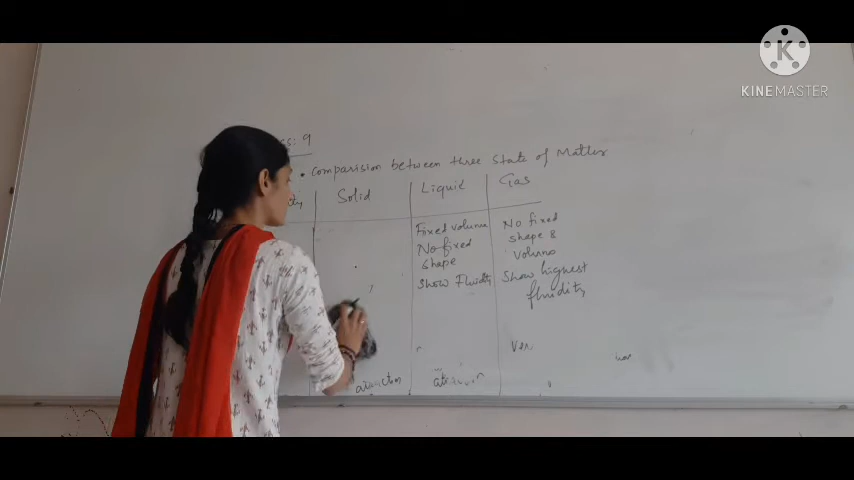 KINEMASTER
ss: 9
• Comparision between three state of Matter
Solid
Liquid
Gas
Fixed volume
No fixed
shape
Show Fluidity
No fixed
shape &
volume
Show highest
fluidity
Ver